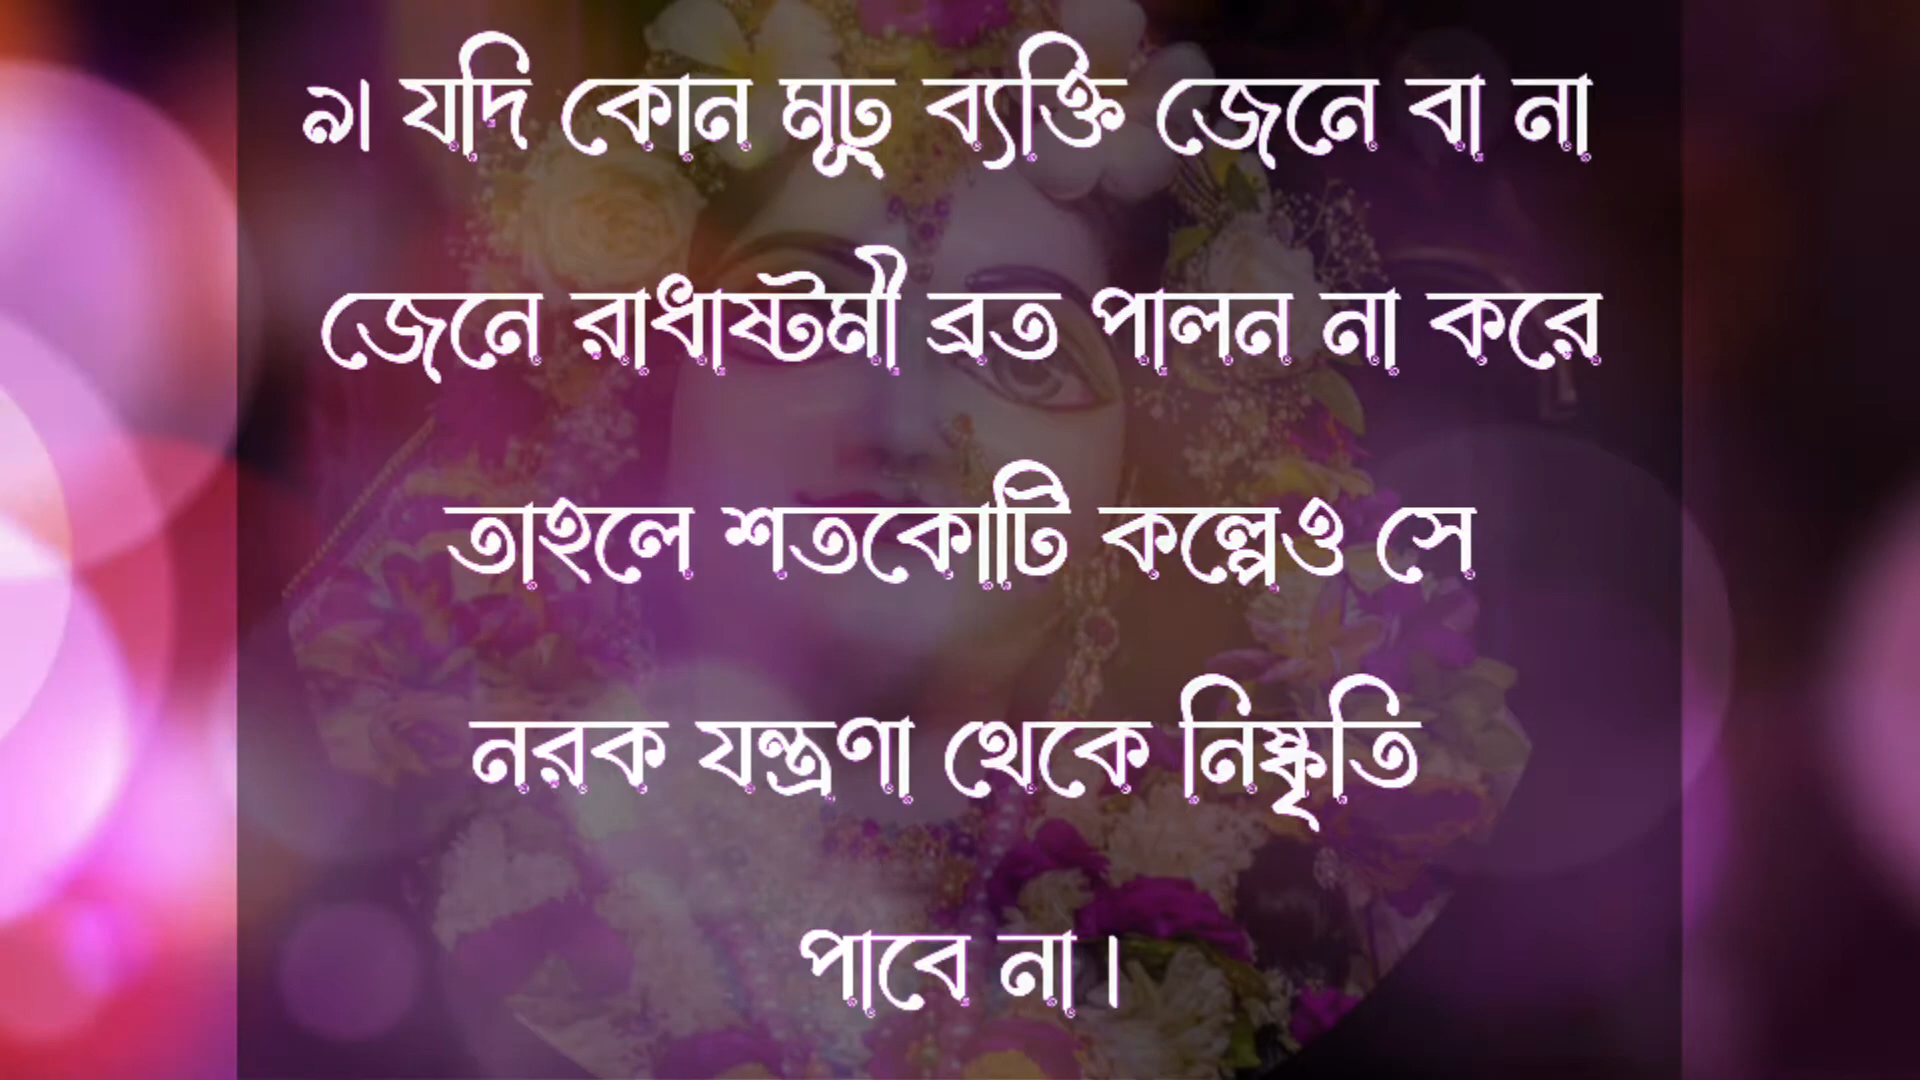 ৯। যদি কোন মূঢ় ব্যক্তি জেনে বা না
জেনে রাধাষ্টমী ব্রত পালন না করে
তাহলে শতকোটি কল্পেও সে
নরক যন্ত্রণা থেকে নিষ্কৃতি
পাবে না।